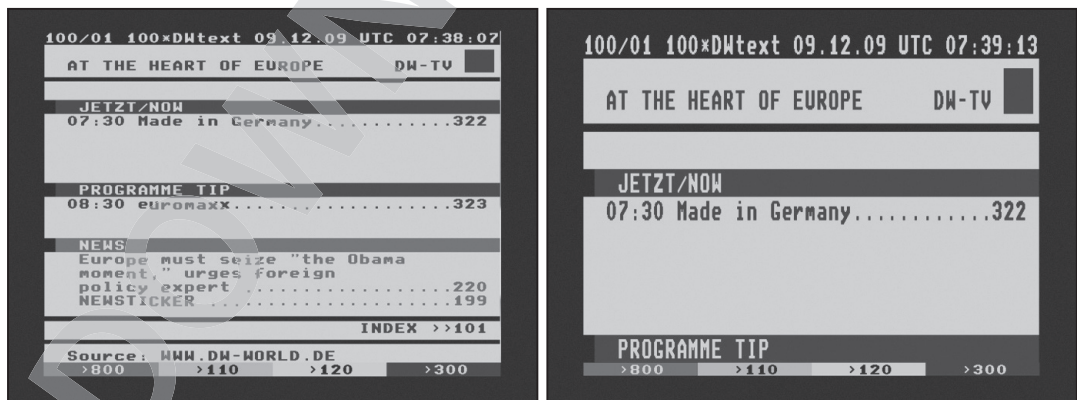 100/01 100*DWtext 09.12.09 UTC 07:38:07
AT THE HEART OF EUROPE DW-TV
JETZT/NOW
07:30 Made in Germany............322
PROGRAMME TIP
08:30 euromaxx...................323
NEWS
Europe must seize "the Obama
moment," urges foreign
policy expert ...................220
NEWSTICKER ......................199
INDEX >>101
Source: WWW.DW-WORLD.DE
>800 >110 >120 >300
100/01 100*DWtext 09.12.09 UTC 07:39:13
AT THE HEART OF EUROPE DW-TV
JETZT/NOW
07:30 Made in Germany............322
PROGRAMME TIP
>800 >110 >120 >300